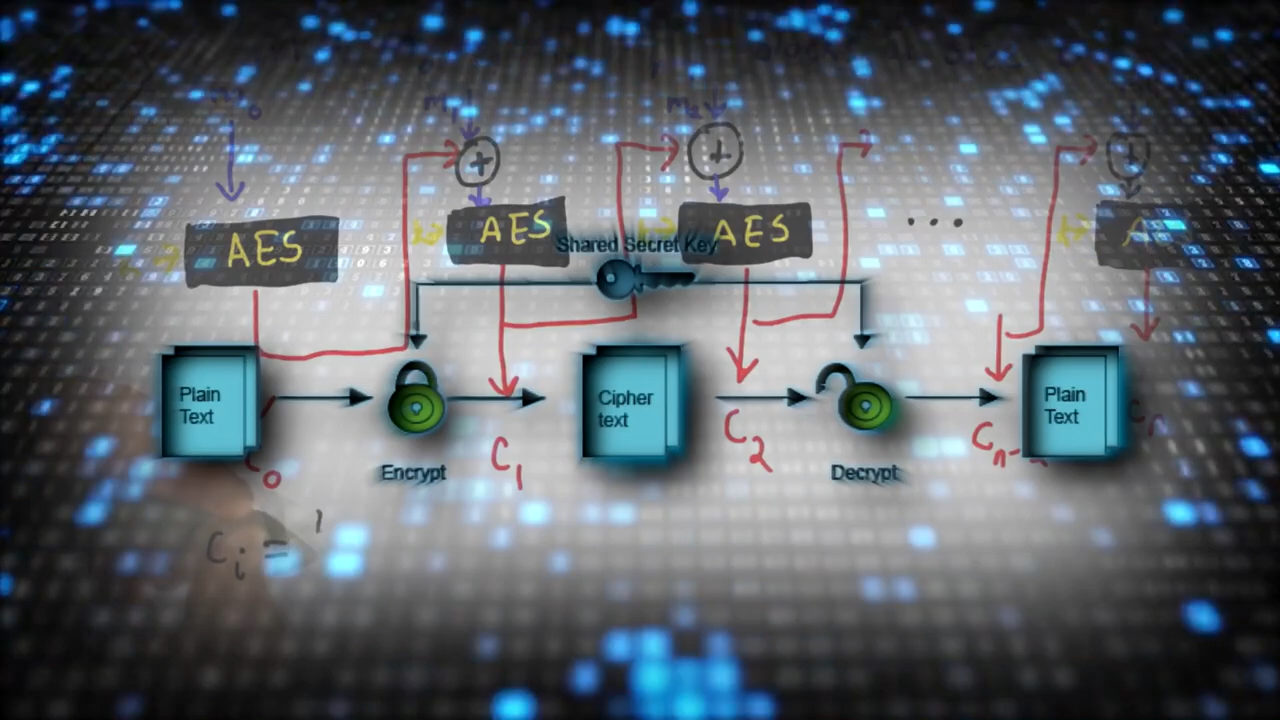 m₁
m₂
AES
AES
AES
Shared Secret Key
Plain
Text
Cipher
text
Plain
Text
C₀
C₁
C₂
Encrypt
Decrypt
Cᵢ =
...